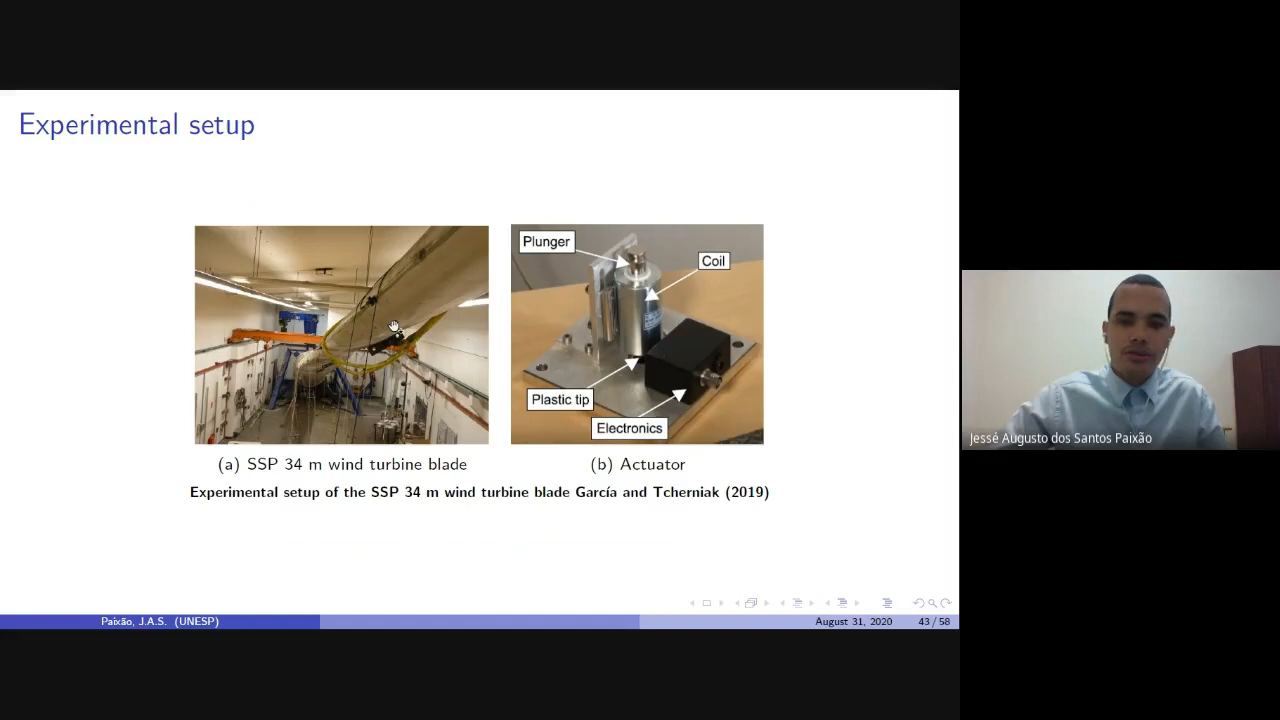 Experimental setup
Plunger
Coil
Plastic tip
Electronics
(a) SSP 34 m wind turbine blade
(b) Actuator
Experimental setup of the SSP 34 m wind turbine blade García and Tcherniak (2019)
Paixão, J.A.S. (UNESP)
August 31, 2020
43 / 58
Jessé Augusto dos Santos Paixão